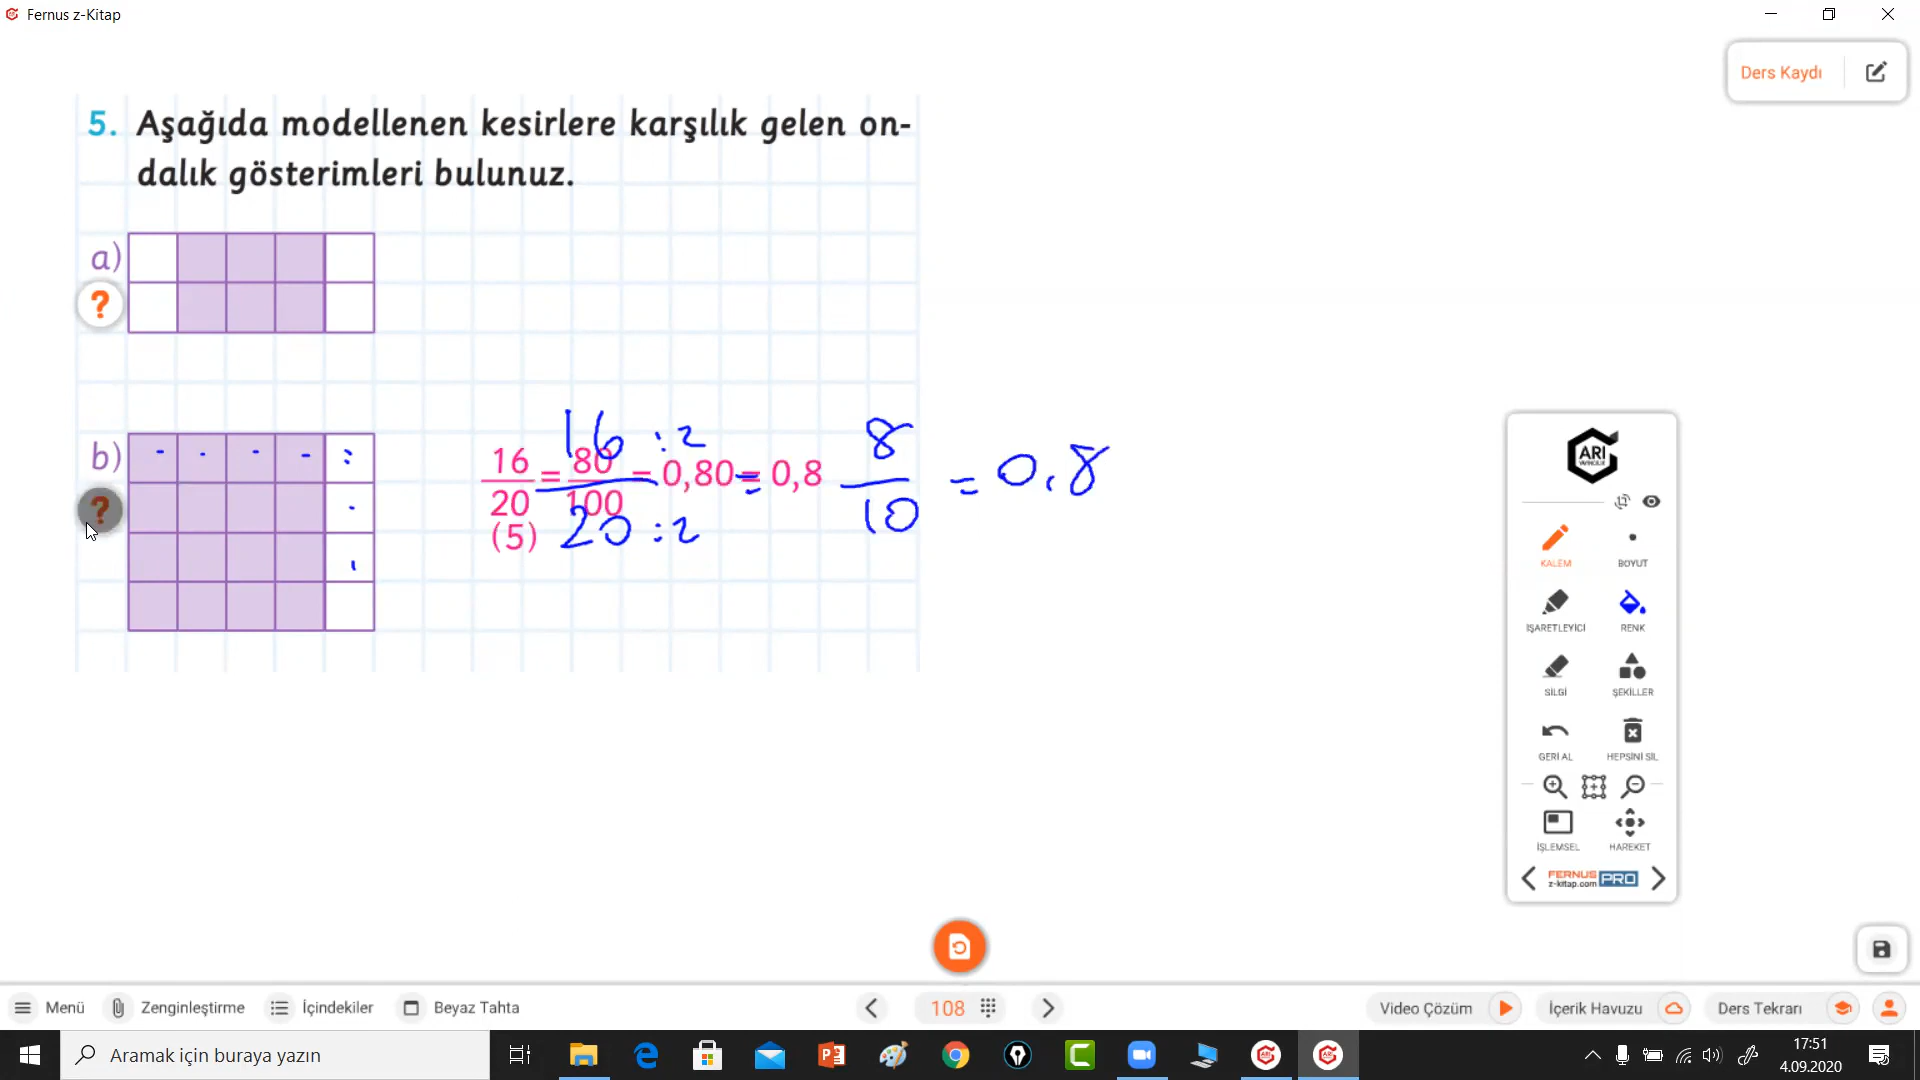 Fernus z-Kitap
Ders Kaydı
5. Aşağıda modellenen kesirlere karşılık gelen on-
dalık gösterimleri bulunuz.
a)
?
b)
?
16/20 = 80/100 = 0,80 = 0,8
(5)
16 :2
20 :2
= 8/10 = 0,8
ARI
YAYINCILIK
KALEM BOYUT
İŞARETLEYİCİ RENK
SİLGİ ŞEKİLLER
GERİ AL HEPSİNİ SİL
İŞLEMSEL HAREKET
FERNUS PRO
z-kitap.com
Menü Zenginleştirme İçindekiler Beyaz Tahta 108 Video Çözüm İçerik Havuzu Ders Tekrarı
Aramak için buraya yazın
17:51
4.09.2020